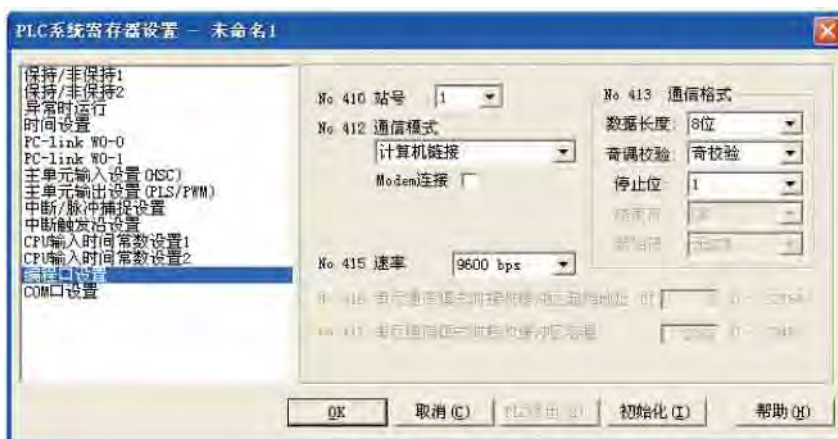 PLC系统寄存器设置 - 未命名1
保持/非保持1
保持/非保持2
异常时运行
时间设置
PC-link W0-0
PC-link W0-1
主单元输入设置(HSC)
主单元输出设置(PLS/PWM)
中断/脉冲捕捉设置
中断触发沿设置
CPU输入时间常数设置1
CPU输入时间常数设置2
编程口设置
COM口设置
No 410 站号 1
No 412 通信模式
计算机链接
Modem连接
No 415 速率 9600 bps
No 413 通信格式
数据长度: 8位
奇偶校验: 奇校验
停止位: 1
OK 取消(C) 初始化(I) 帮助(H)